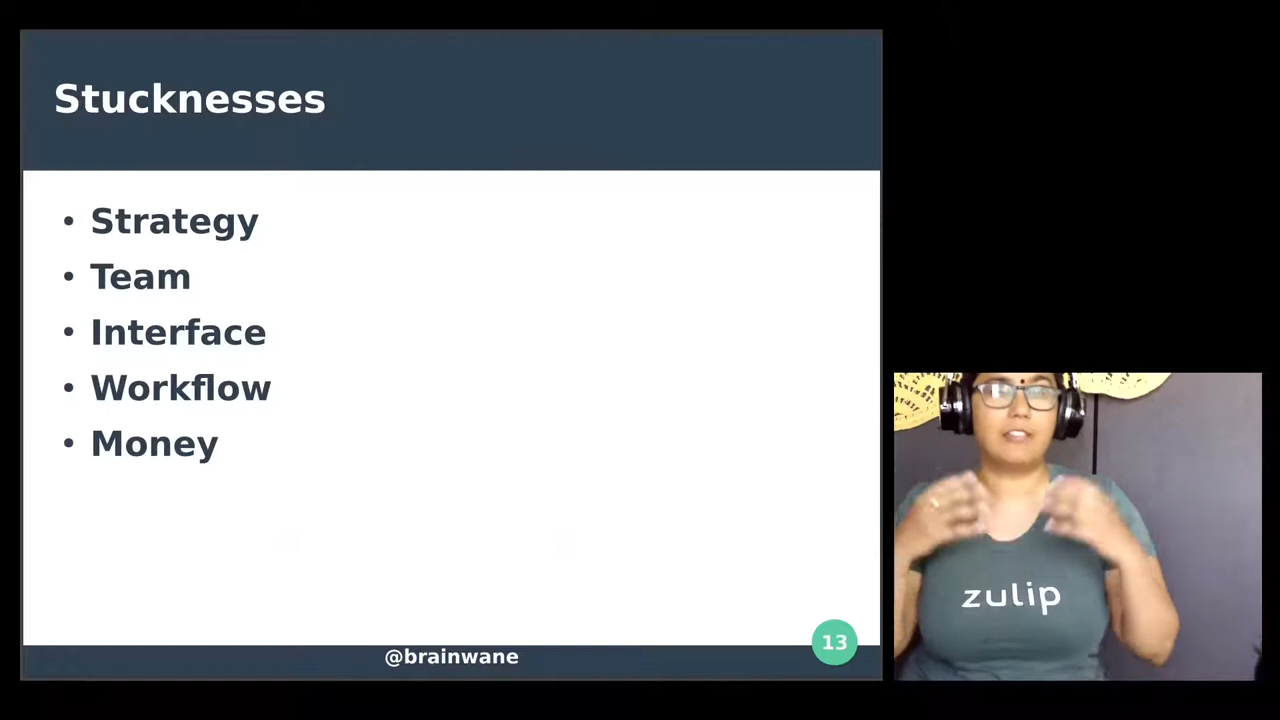 Stucknesses
• Strategy
• Team
• Interface
• Workflow
• Money
@brainwane
13
zulip